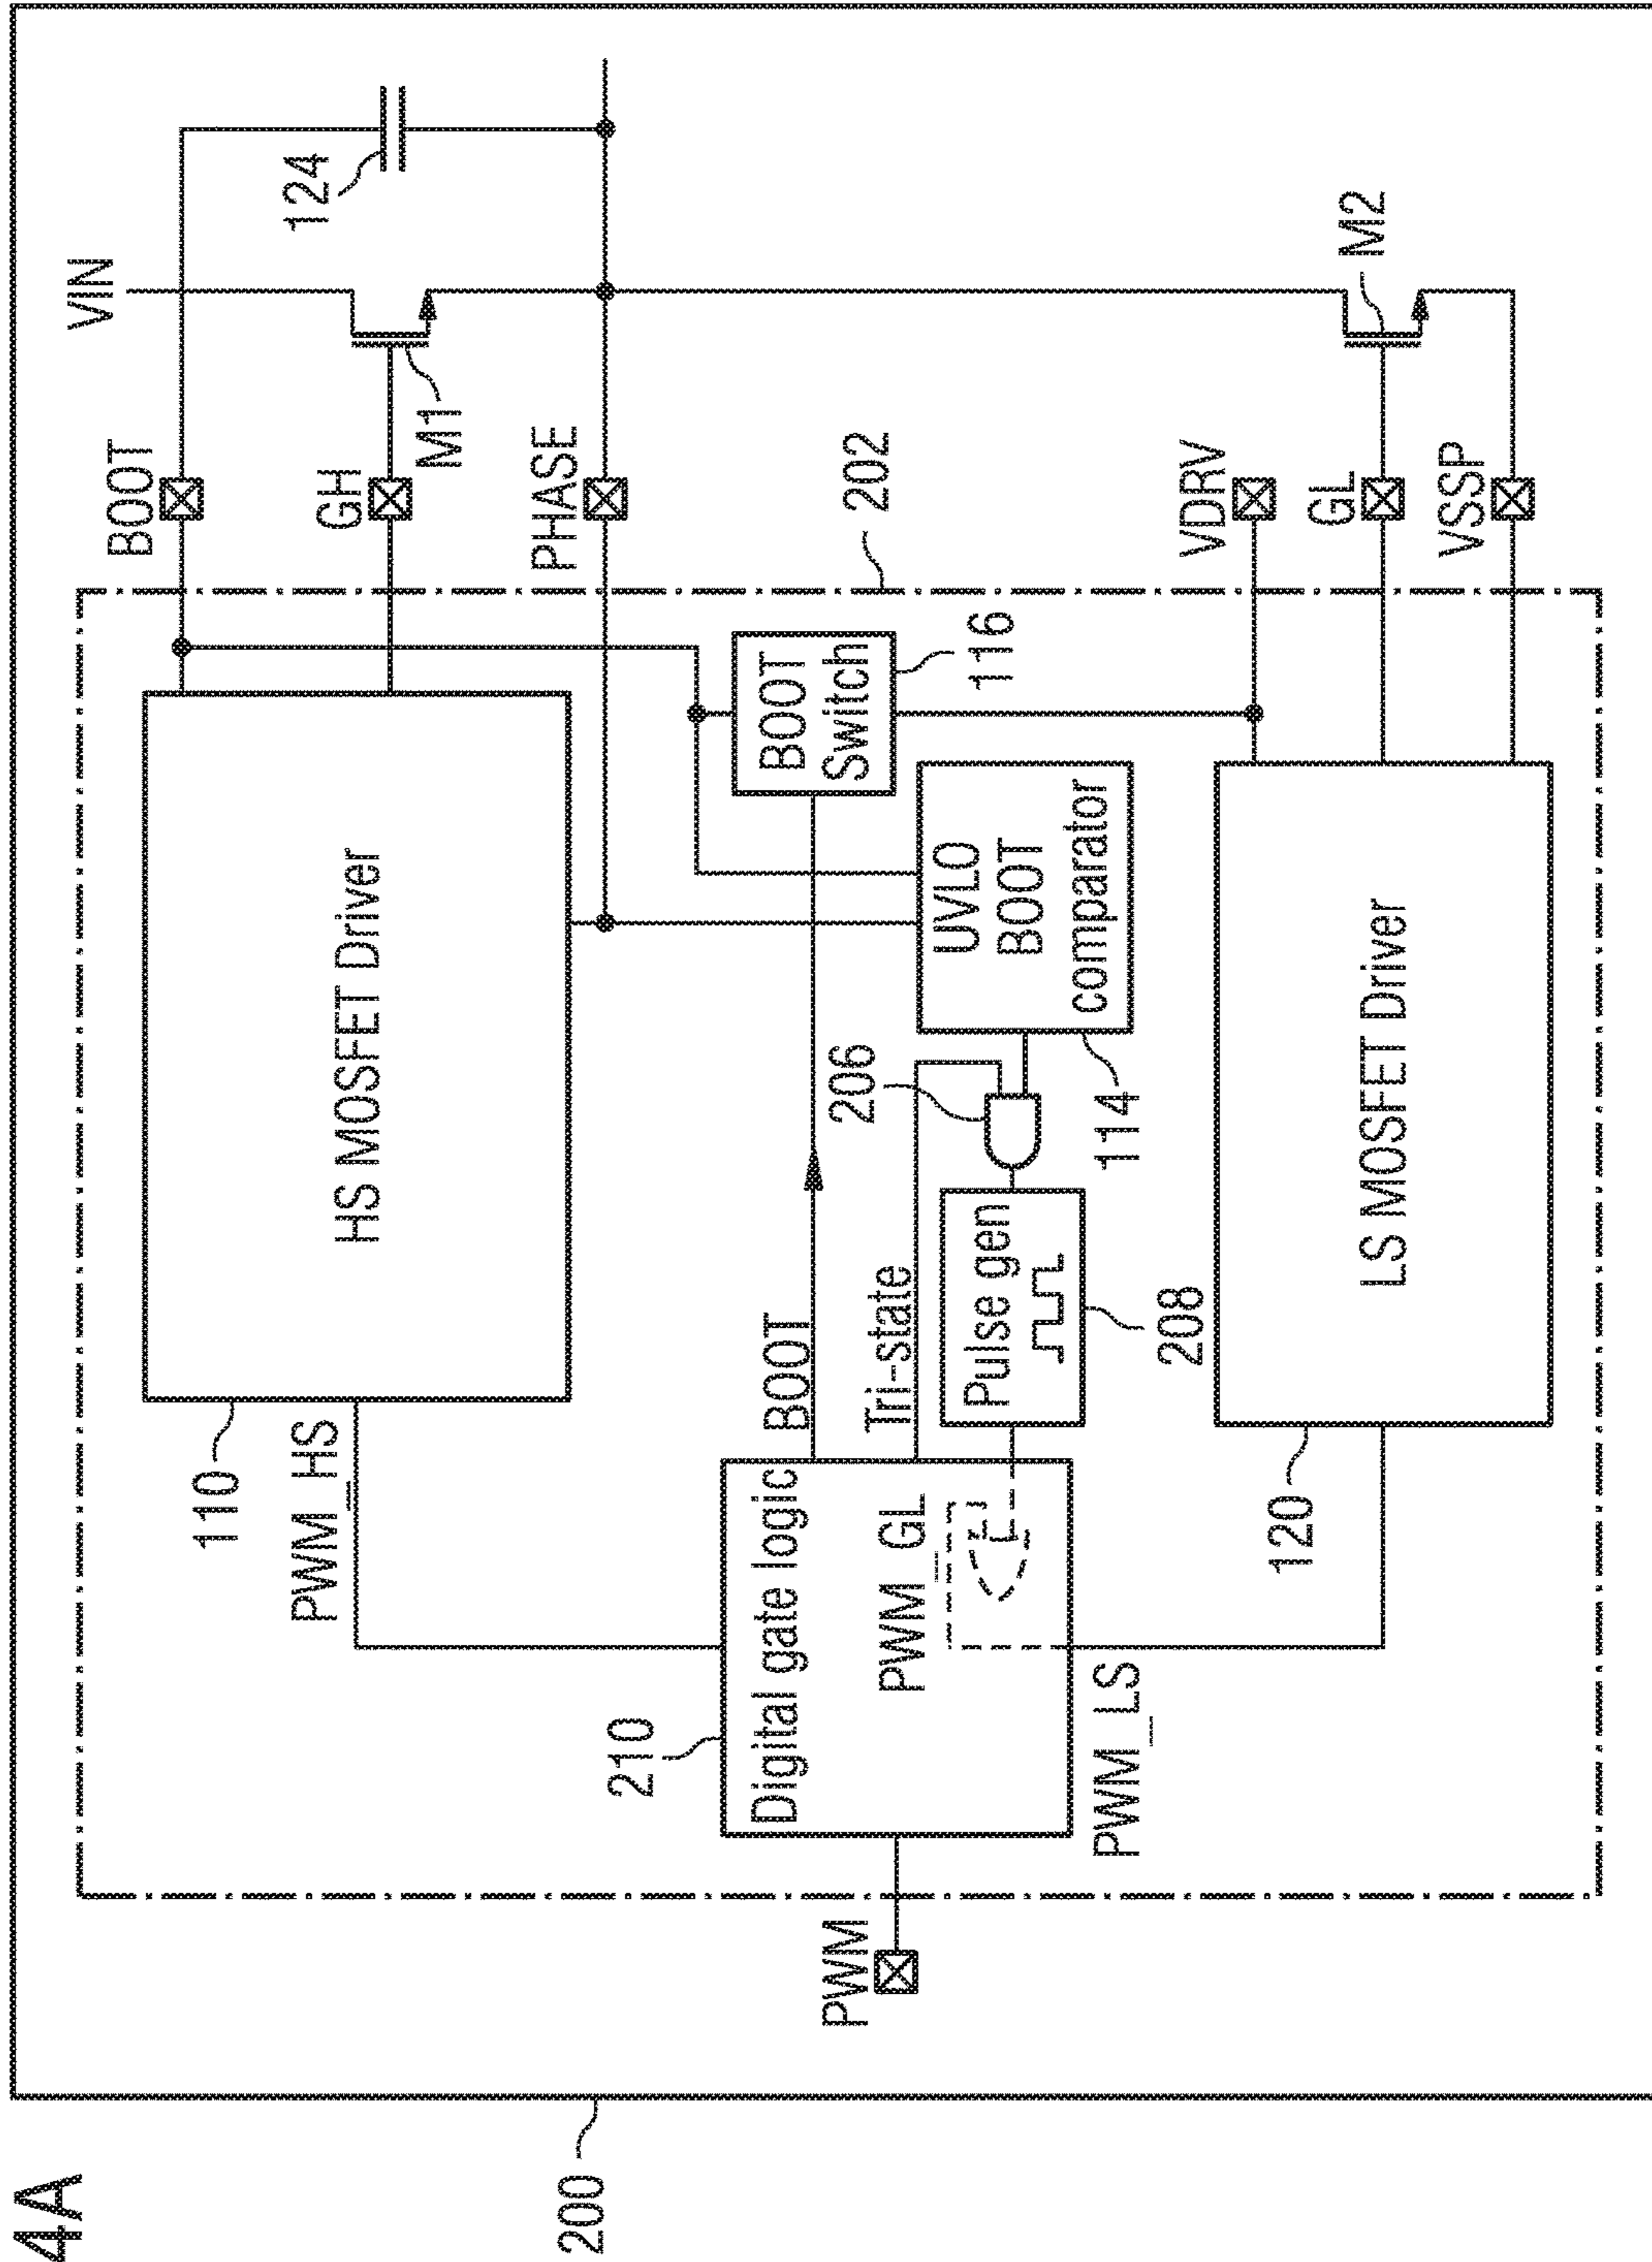 4A
200
VIN
124
BOOT
GH
M1
PHASE
202
VDRV
GL
VSSP
M2
HS MOSFET Driver
110
PWM_HS
BOOT
Switch
116
UVLO
BOOT
comparator
114
206
BOOT
Tri-state
Pulse gen
208
LS MOSFET Driver
120
Digital gate logic
PWM_GL
210
PWM_LS
PWM